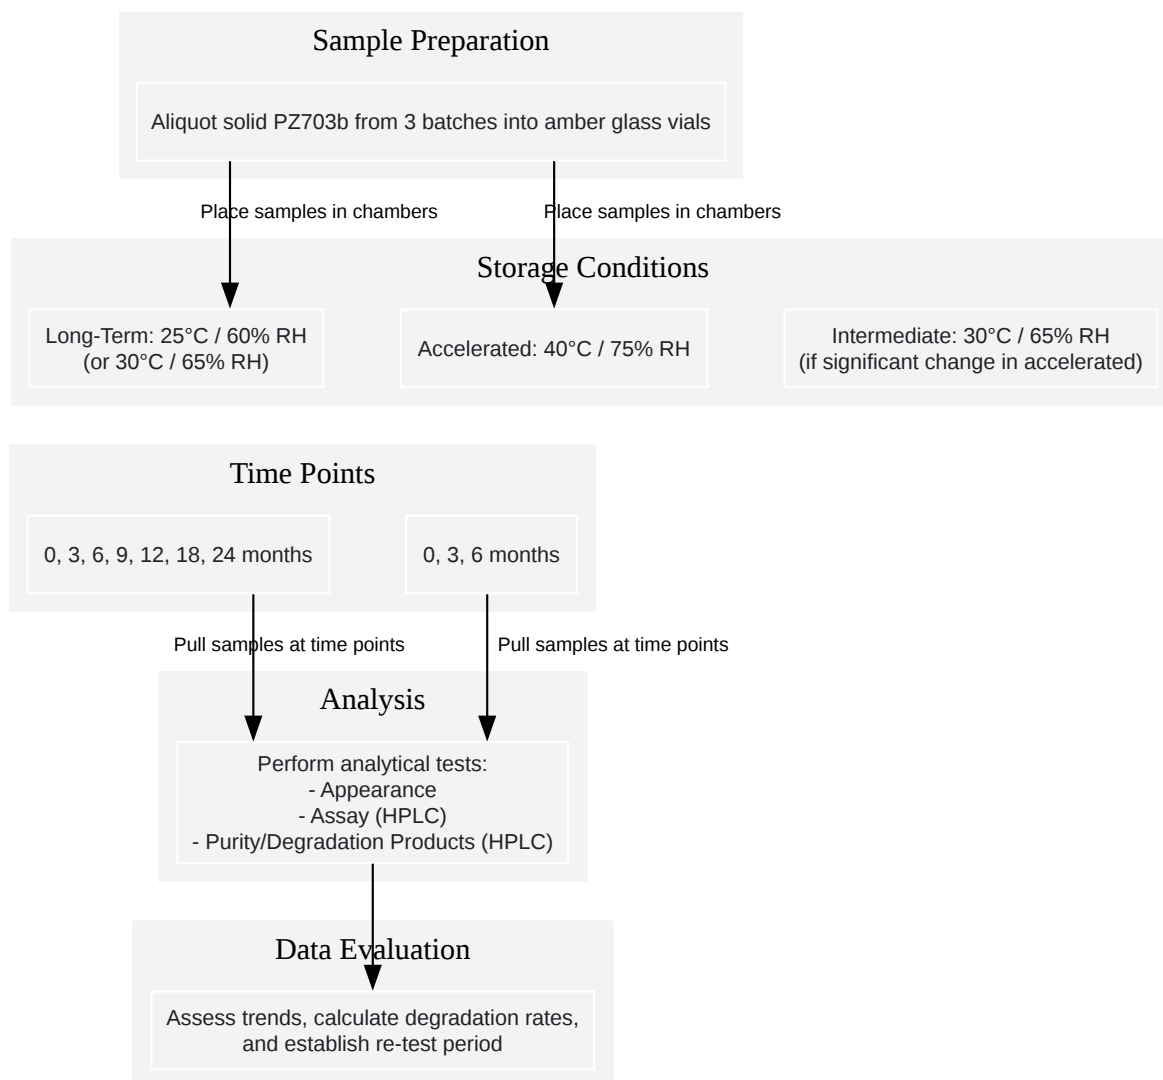 Sample Preparation
Aliquot solid PZ703b from 3 batches into amber glass vials
Place samples in chambers
Place samples in chambers
Storage Conditions
Long-Term: 25°C / 60% RH
(or 30°C / 65% RH)
Accelerated: 40°C / 75% RH
Intermediate: 30°C / 65% RH
(if significant change in accelerated)
Time Points
0, 3, 6, 9, 12, 18, 24 months
0, 3, 6 months
Pull samples at time points
Pull samples at time points
Analysis
Perform analytical tests:
- Appearance
- Assay (HPLC)
- Purity/Degradation Products (HPLC)
Data Evaluation
Assess trends, calculate degradation rates,
and establish re-test period